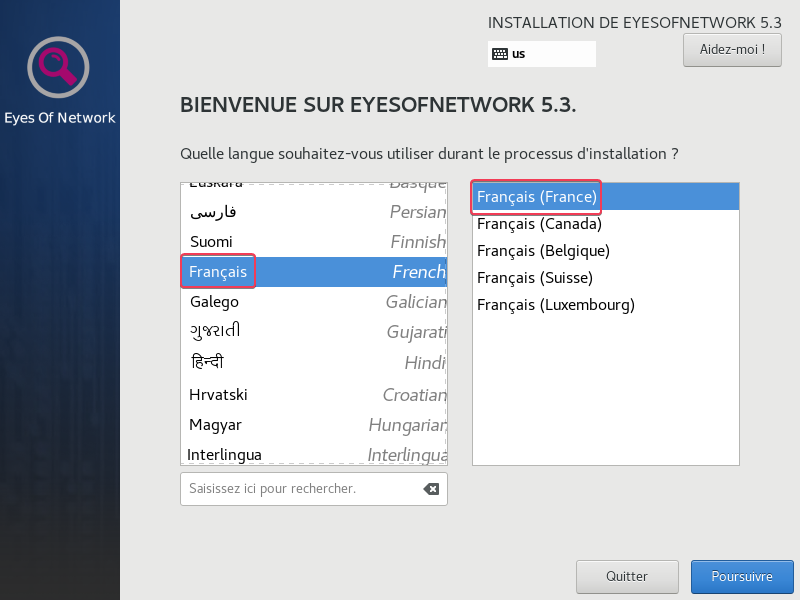 INSTALLATION DE EYESOFNETWORK 5.3
us
Aidez-moi !
Eyes Of Network
BIENVENUE SUR EYESOFNETWORK 5.3.
Quelle langue souhaitez-vous utiliser durant le processus d'installation ?
Euskara Basque
فارسی Persian
Suomi Finnish
Français French
Galego Galician
ગુજરાતી Gujarati
हिन्दी Hindi
Hrvatski Croatian
Magyar Hungarian
Interlingua Interlingua
Français (France)
Français (Canada)
Français (Belgique)
Français (Suisse)
Français (Luxembourg)
Saisissez ici pour rechercher.
Quitter
Poursuivre